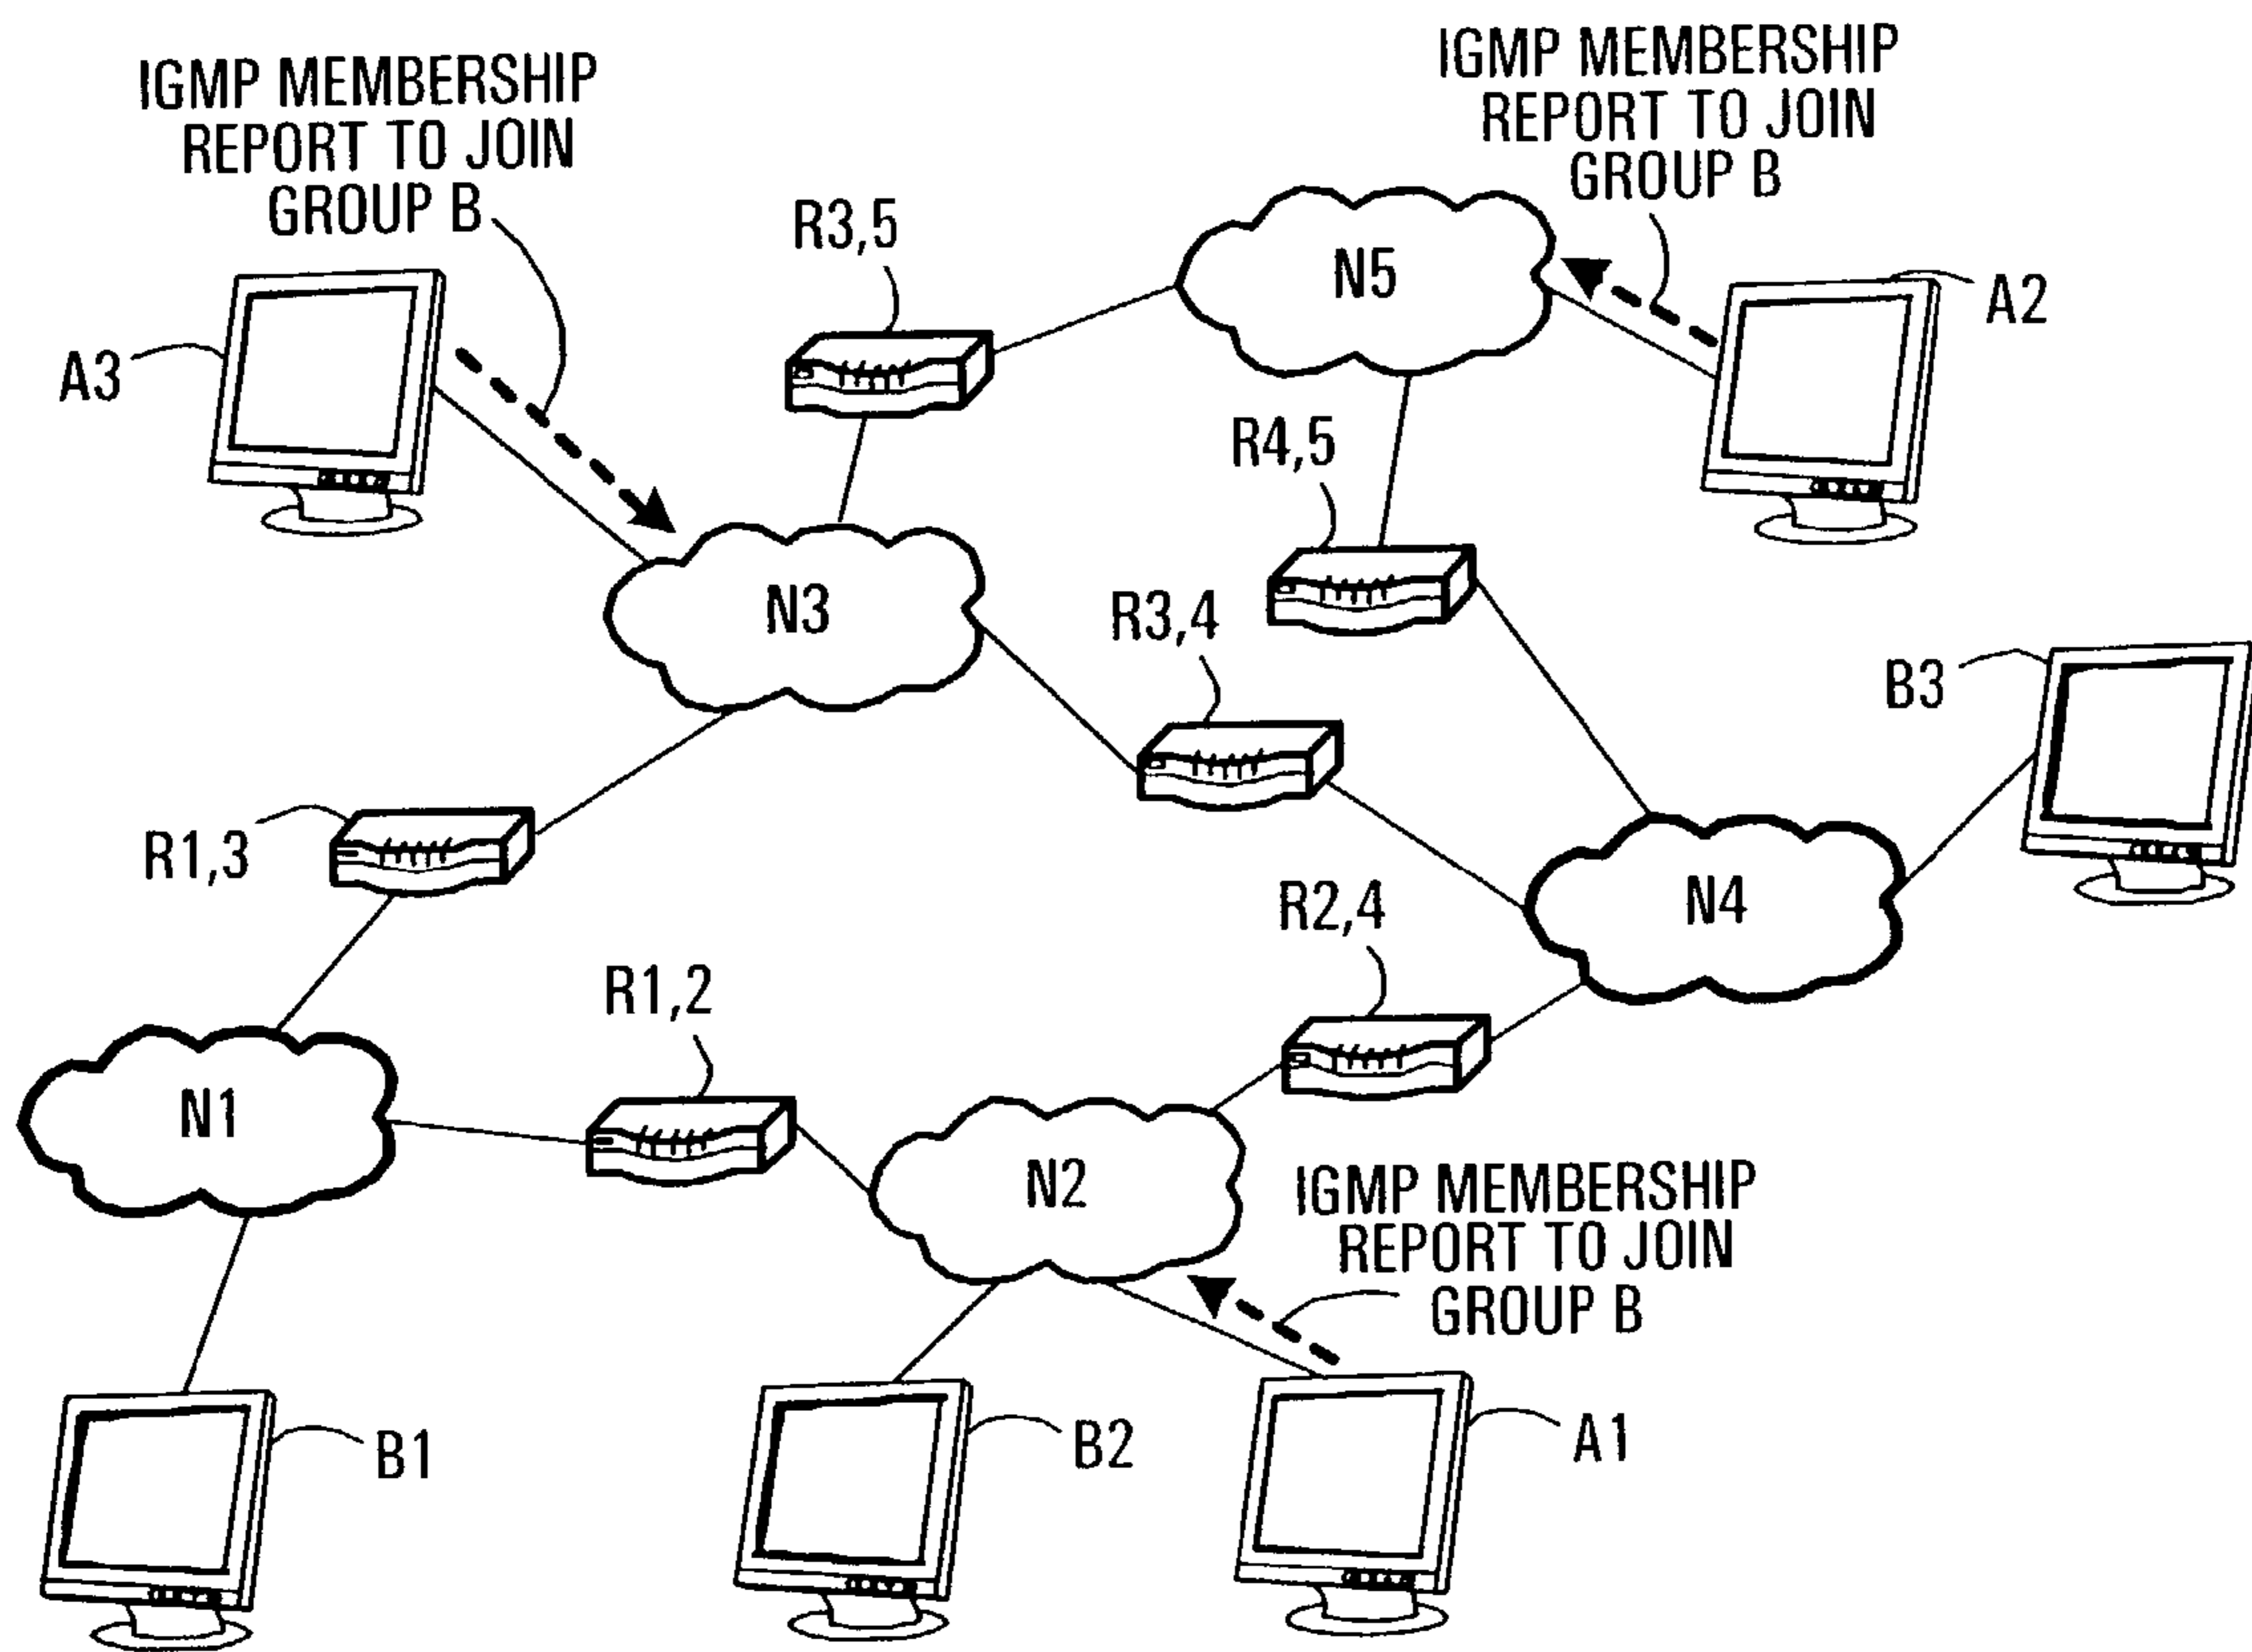 IGMP MEMBERSHIP
REPORT TO JOIN
GROUP B
IGMP MEMBERSHIP
REPORT TO JOIN
GROUP B
R3,5
N5
A2
A3
R4,5
N3
R3,4
B3
R1,3
N4
R2,4
R1,2
N1
N2
IGMP MEMBERSHIP
REPORT TO JOIN
GROUP B
B1
B2
A1